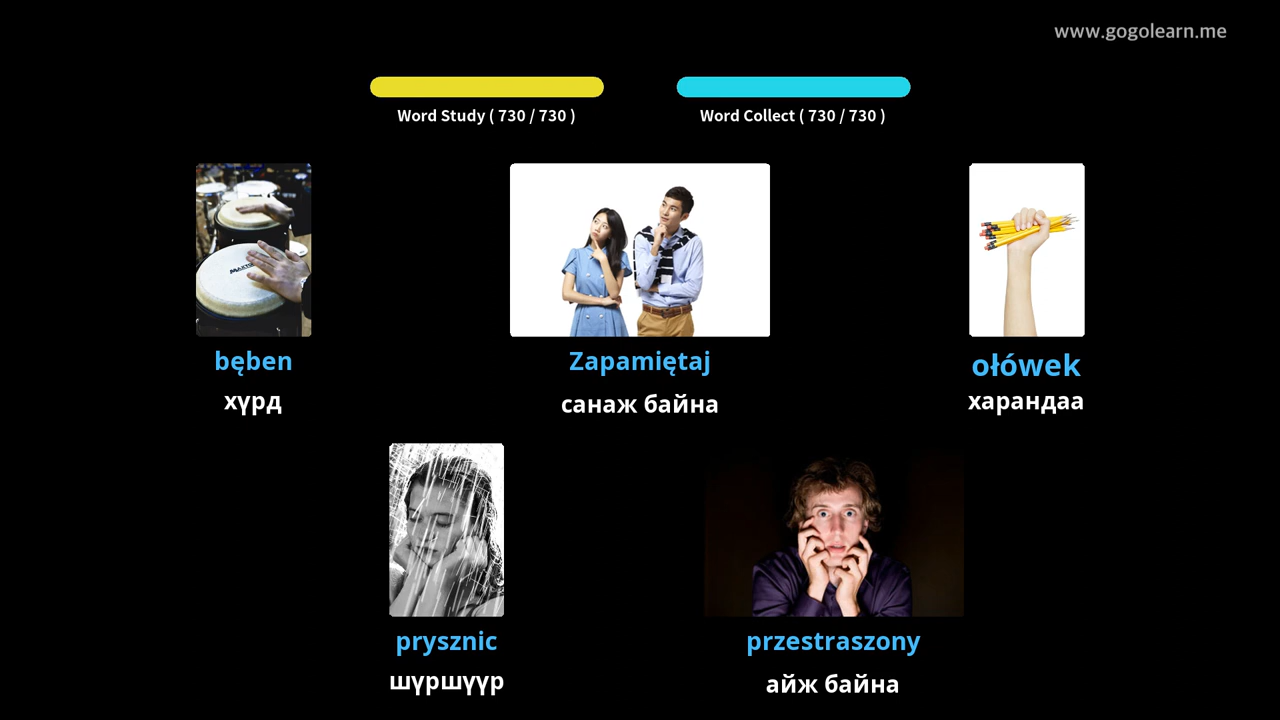 www.gogolearn.me
Word Study ( 730 / 730 )
Word Collect ( 730 / 730 )
bęben
хүрд
Zapamiętaj
санаж байна
ołówek
харандаа
prysznic
шүршүүр
przestraszony
айж байна